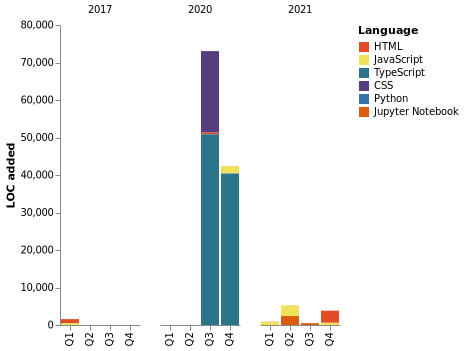 2017 2020 2021
Language
HTML
JavaScript
TypeScript
CSS
Python
Jupyter Notebook
LOC added
80,000
70,000
60,000
50,000
40,000
30,000
20,000
10,000
0
Q1 Q2 Q3 Q4 Q1 Q2 Q3 Q4 Q1 Q2 Q3 Q4